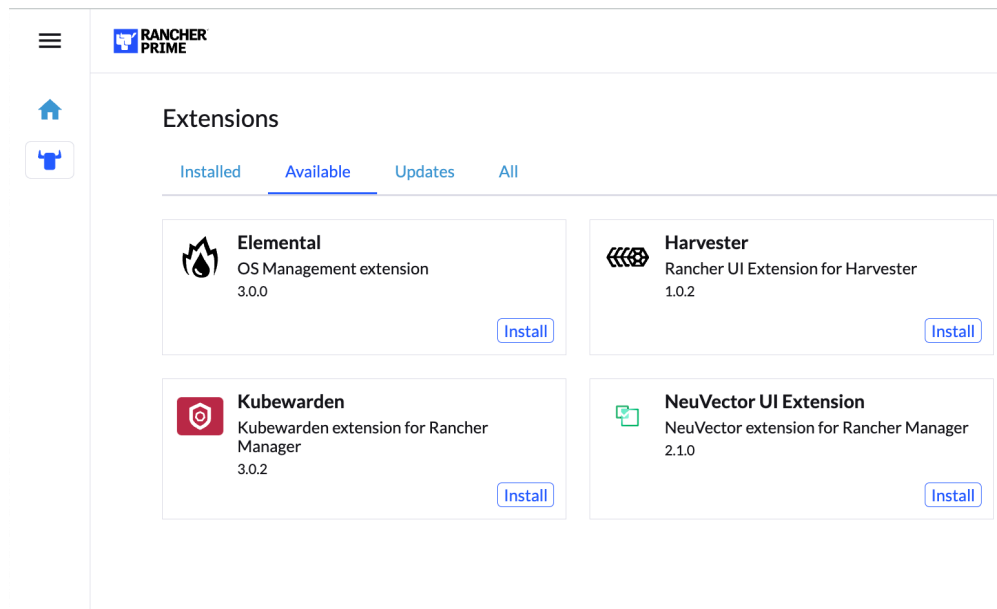 RANCHER
PRIME
Extensions
Installed
Available
Updates
All
Elemental
OS Management extension
3.0.0
Install
Harvester
Rancher UI Extension for Harvester
1.0.2
Install
Kubewarden
Kubewarden extension for Rancher
Manager
3.0.2
Install
NeuVector UI Extension
NeuVector extension for Rancher Manager
2.1.0
Install